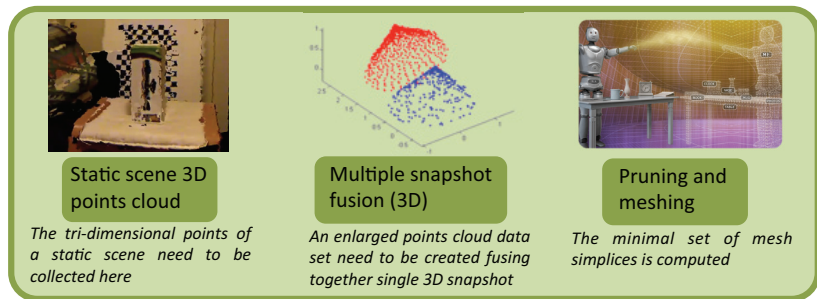 Static scene 3D
points cloud
The tri-dimensional points of
a static scene need to be
collected here
Multiple snapshot
fusion (3D)
An enlarged points cloud data
set need to be created fusing
together single 3D snapshot
Pruning and
meshing
The minimal set of mesh
simplices is computed